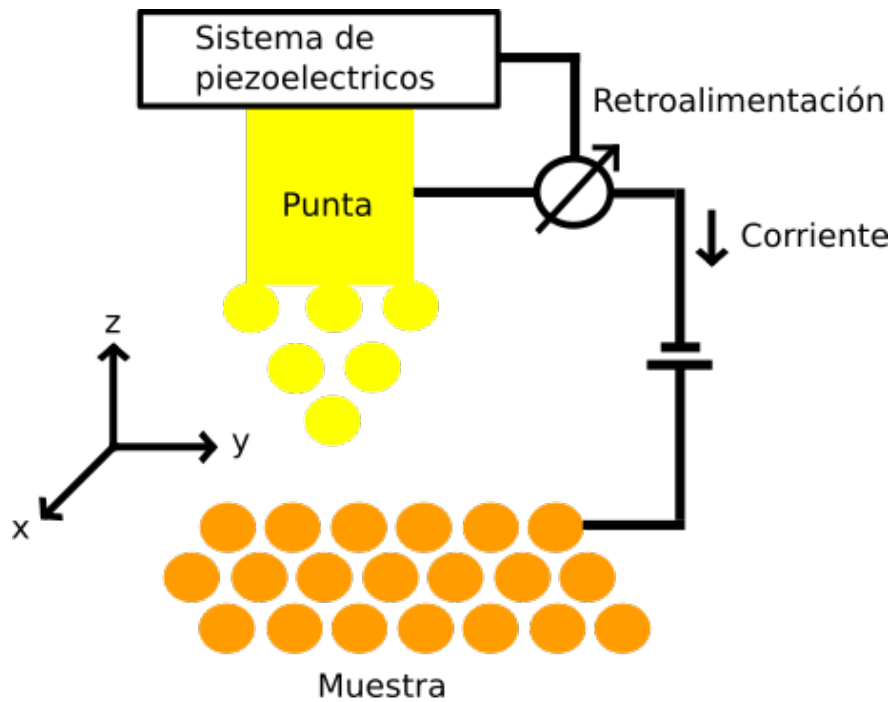 Sistema de
piezoelectricos
Retroalimentación
Punta
Corriente
z
y
x
Muestra